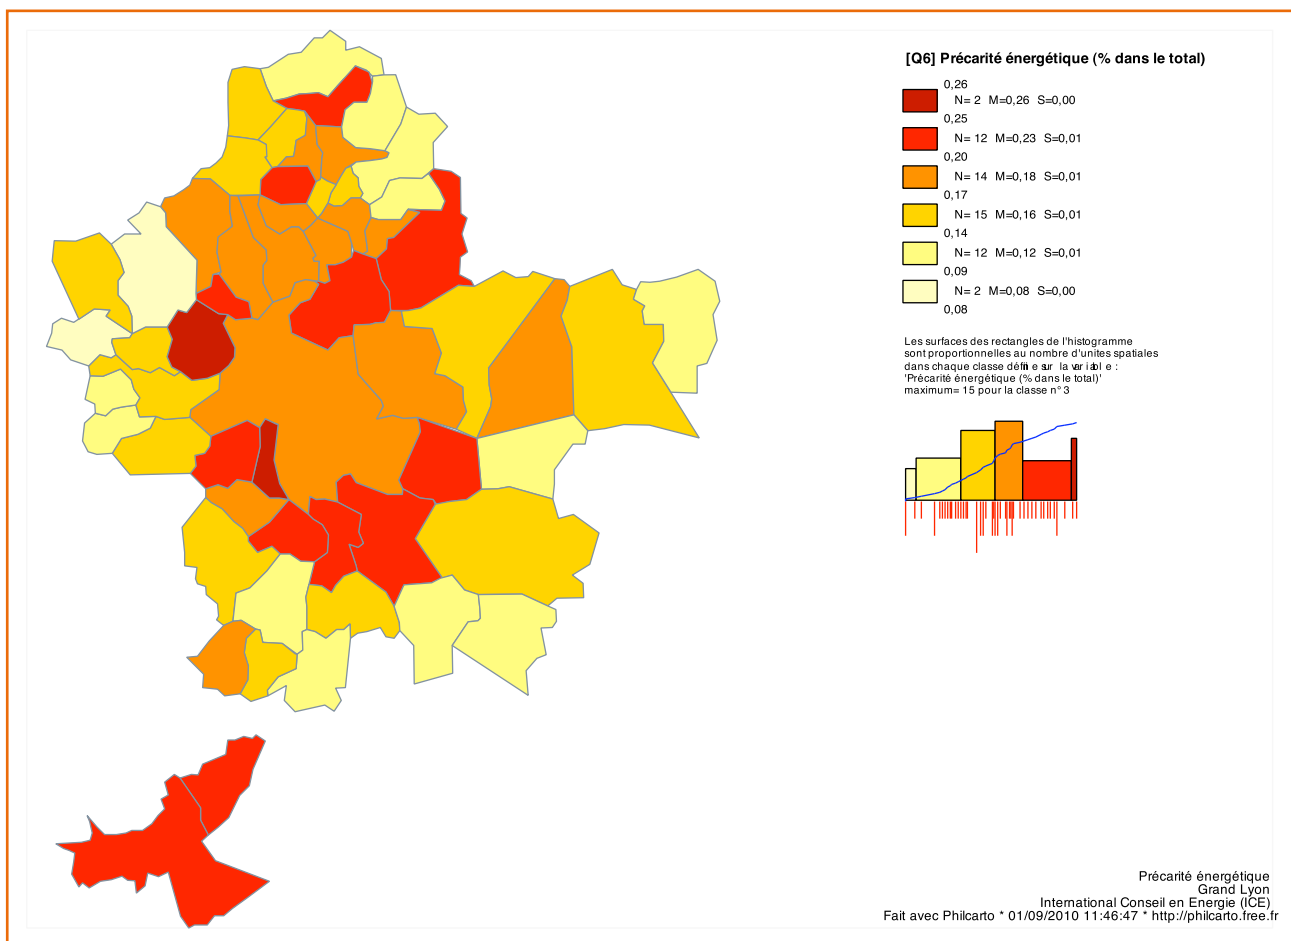 [Q6] Précarité énergétique (% dans le total)
0,26
N= 2 M=0,26 S=0,00
0,25
N= 12 M=0,23 S=0,01
0,20
N= 14 M=0,18 S=0,01
0,17
N= 15 M=0,16 S=0,01
0,14
N= 12 M=0,12 S=0,01
0,09
N= 2 M=0,08 S=0,00
0,08
Les surfaces des rectangles de l'histogramme
sont proportionnelles au nombre d'unites spatiales
dans chaque classe définie sur la variable :
'Précarité énergétique (% dans le total)'
maximum= 15 pour la classe n° 3
Précarité énergétique
Grand Lyon
International Conseil en Energie (ICE)
Fait avec Philcarto * 01/09/2010 11:46:47 * http://philcarto.free.fr